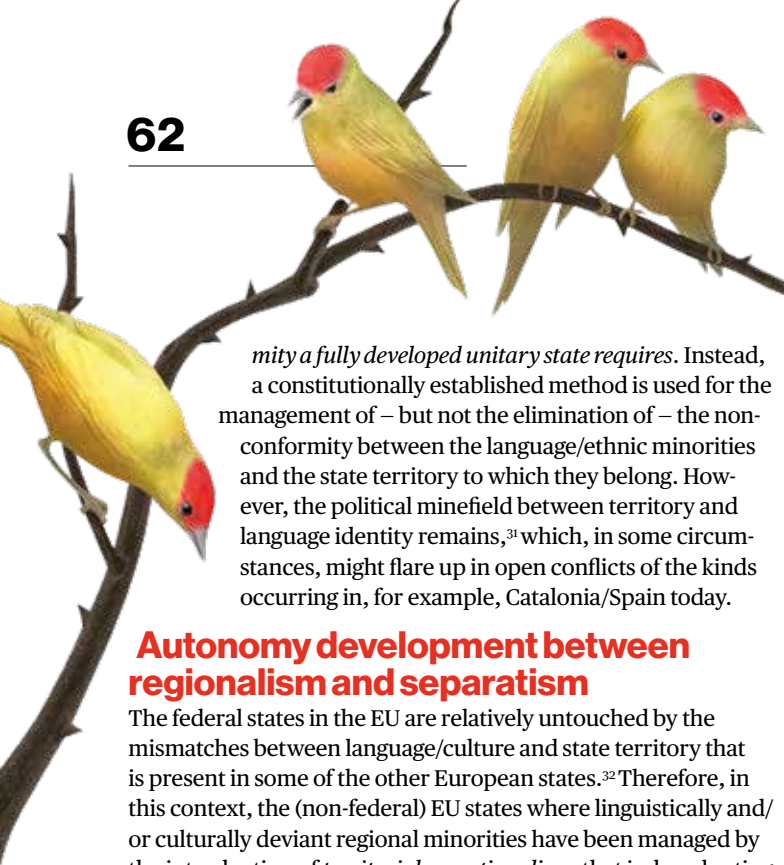 62
mity a fully developed unitary state requires. Instead,
a constitutionally established method is used for the
management of – but not the elimination of – the non-
conformity between the language/ethnic minorities
and the state territory to which they belong. How-
ever, the political minefield between territory and
language identity remains,³¹ which, in some circum-
stances, might flare up in open conflicts of the kinds
occurring in, for example, Catalonia/Spain today.
Autonomy development between
regionalism and separatism
The federal states in the EU are relatively untouched by the
mismatches between language/culture and state territory that
is present in some of the other European states.³² Therefore, in
this context, the (non-federal) EU states where linguistically and/
or culturally deviant regional minorities have been managed by